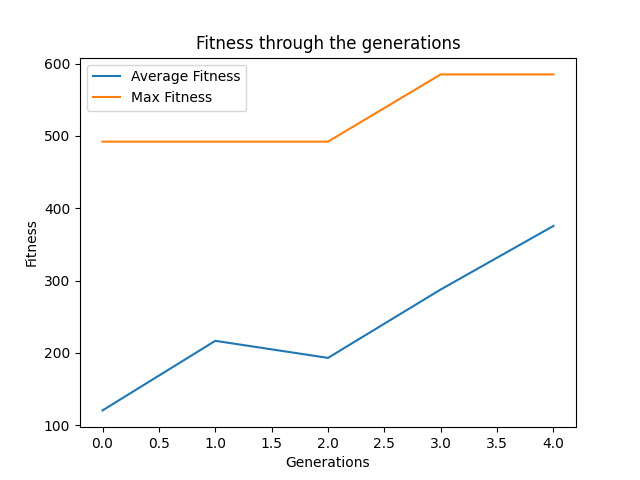 Fitness through the generations
Average Fitness
Max Fitness
600
500
400
300
200
100
Fitness
0.0 0.5 1.0 1.5 2.0 2.5 3.0 3.5 4.0
Generations